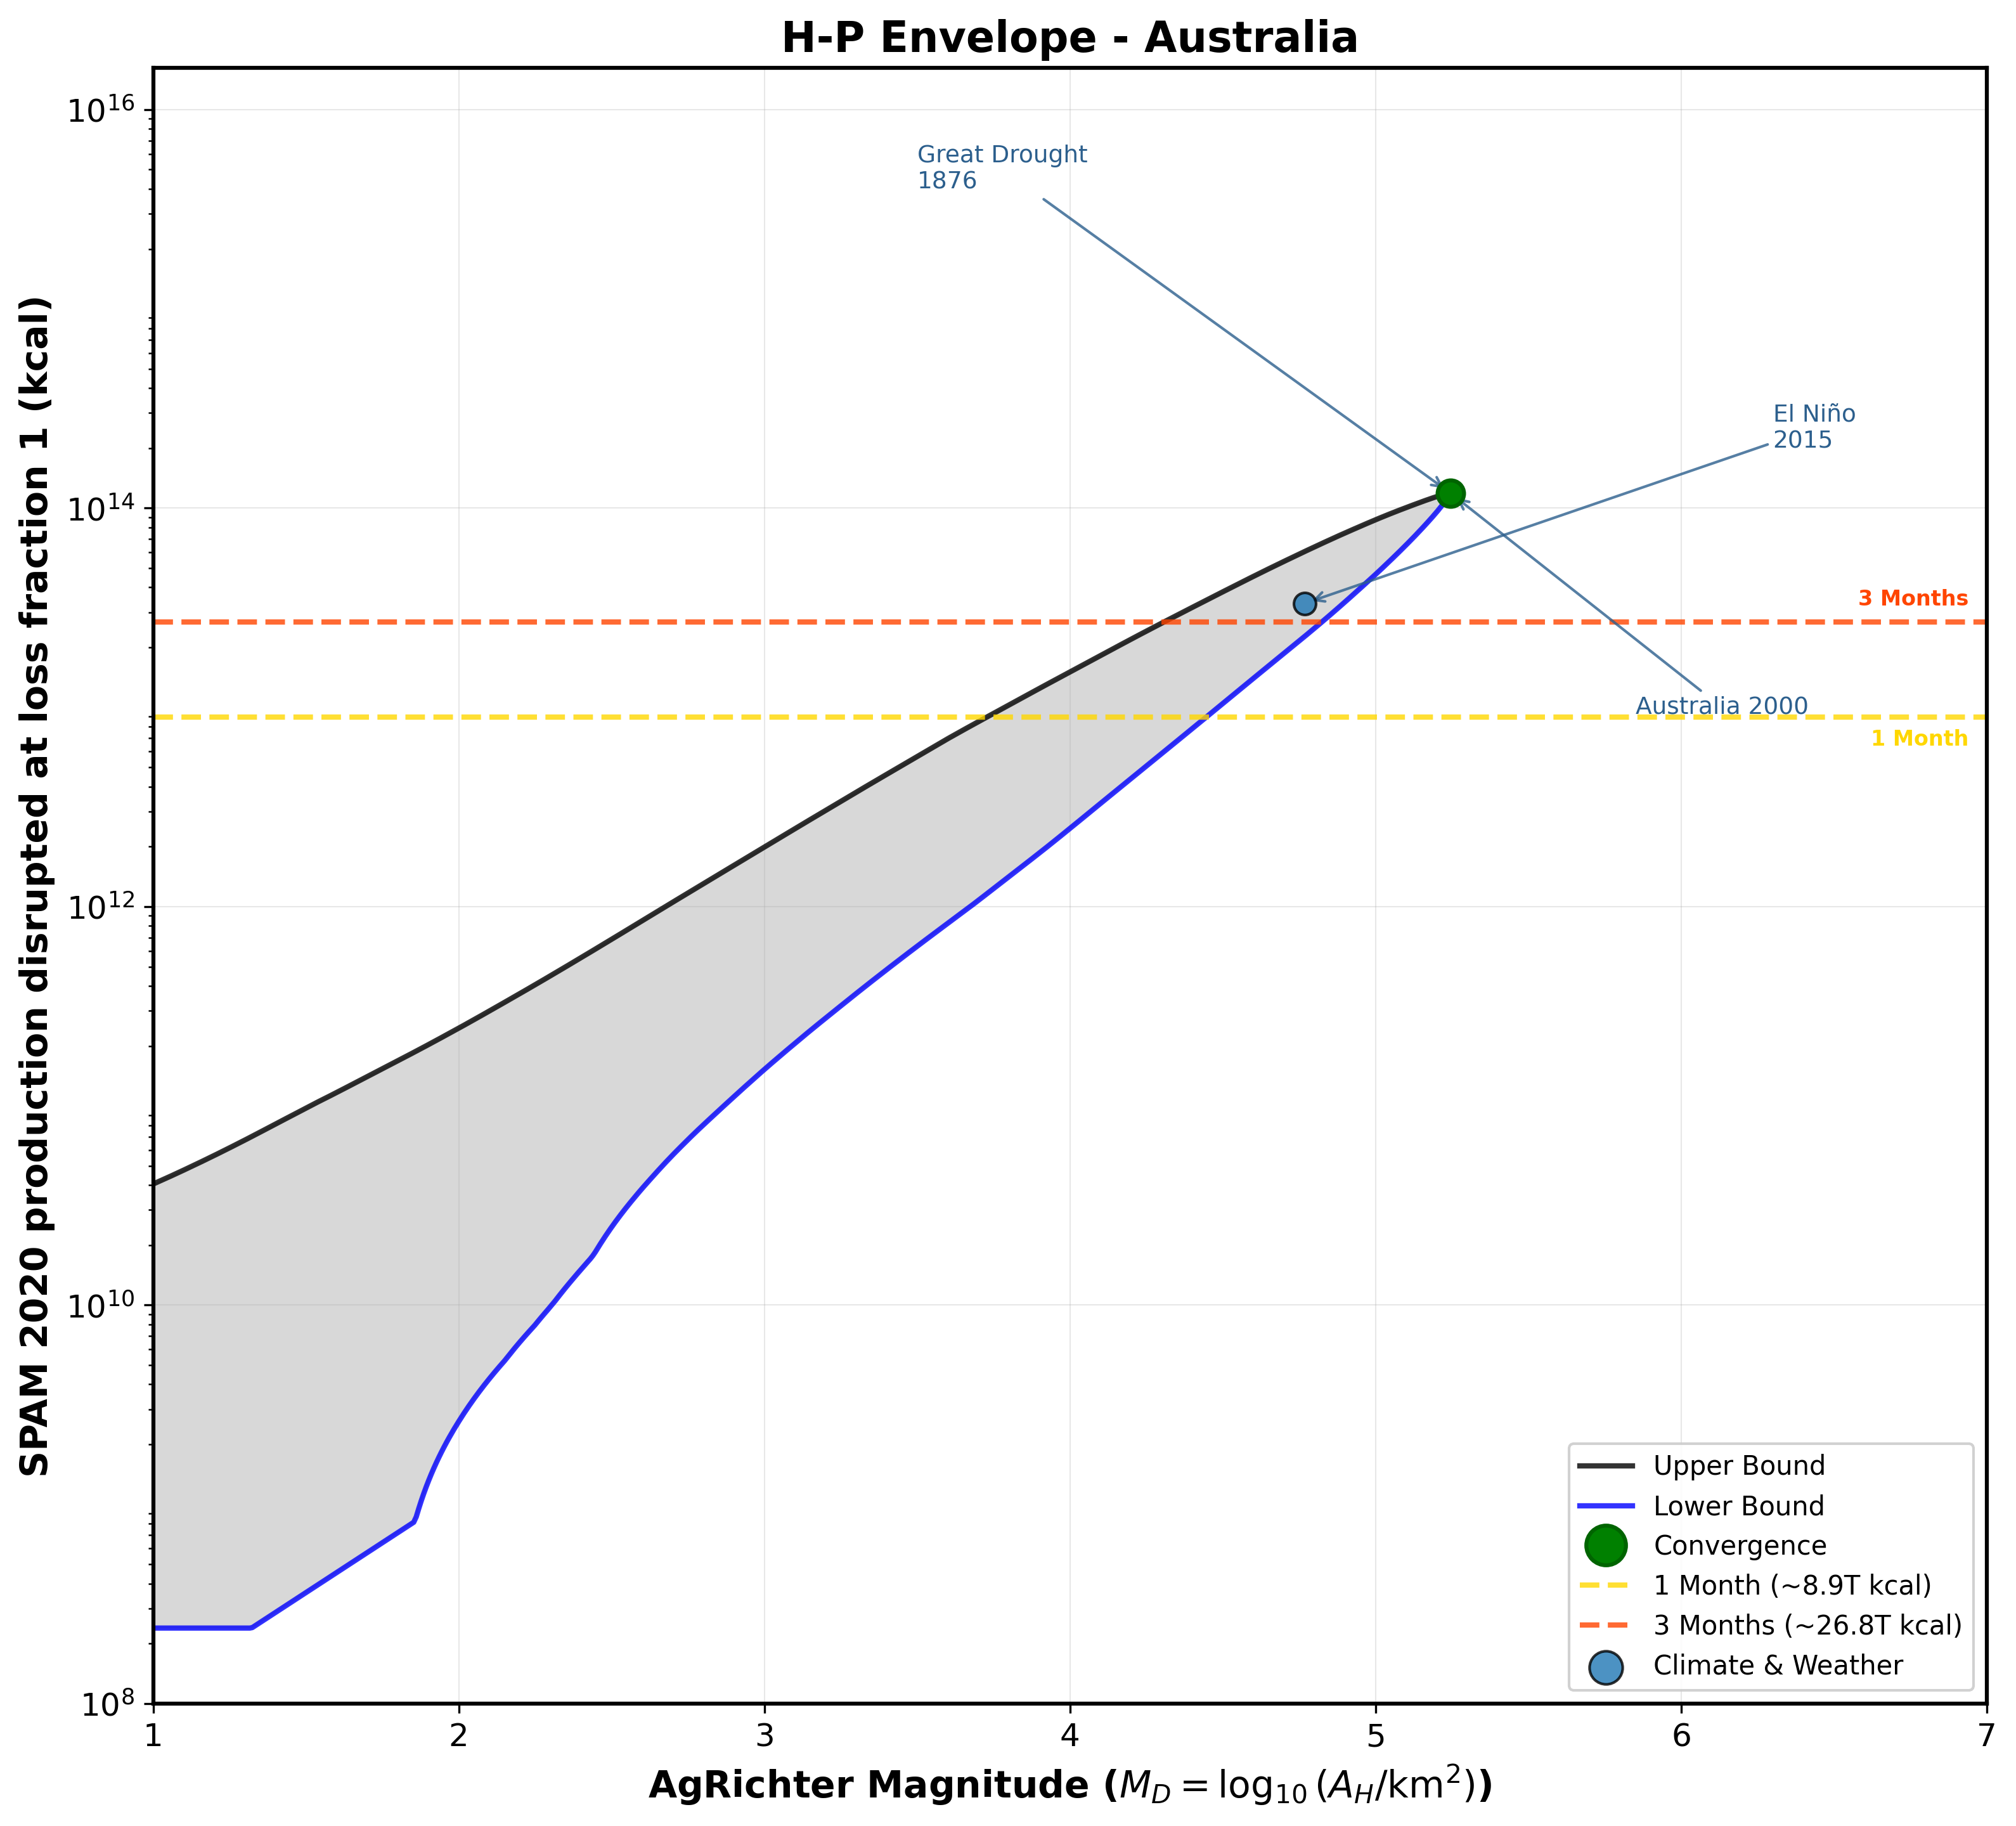 H-P Envelope - Australia
SPAM 2020 production disrupted at loss fraction 1 (kcal)
10^16
10^14
10^12
10^10
10^8
Great Drought
1876
El Niño
2015
3 Months
Australia 2000
1 Month
Upper Bound
Lower Bound
Convergence
1 Month (~8.9T kcal)
3 Months (~26.8T kcal)
Climate & Weather
1 2 3 4 5 6 7
AgRichter Magnitude (M_D = log_10 (A_H/km^2))